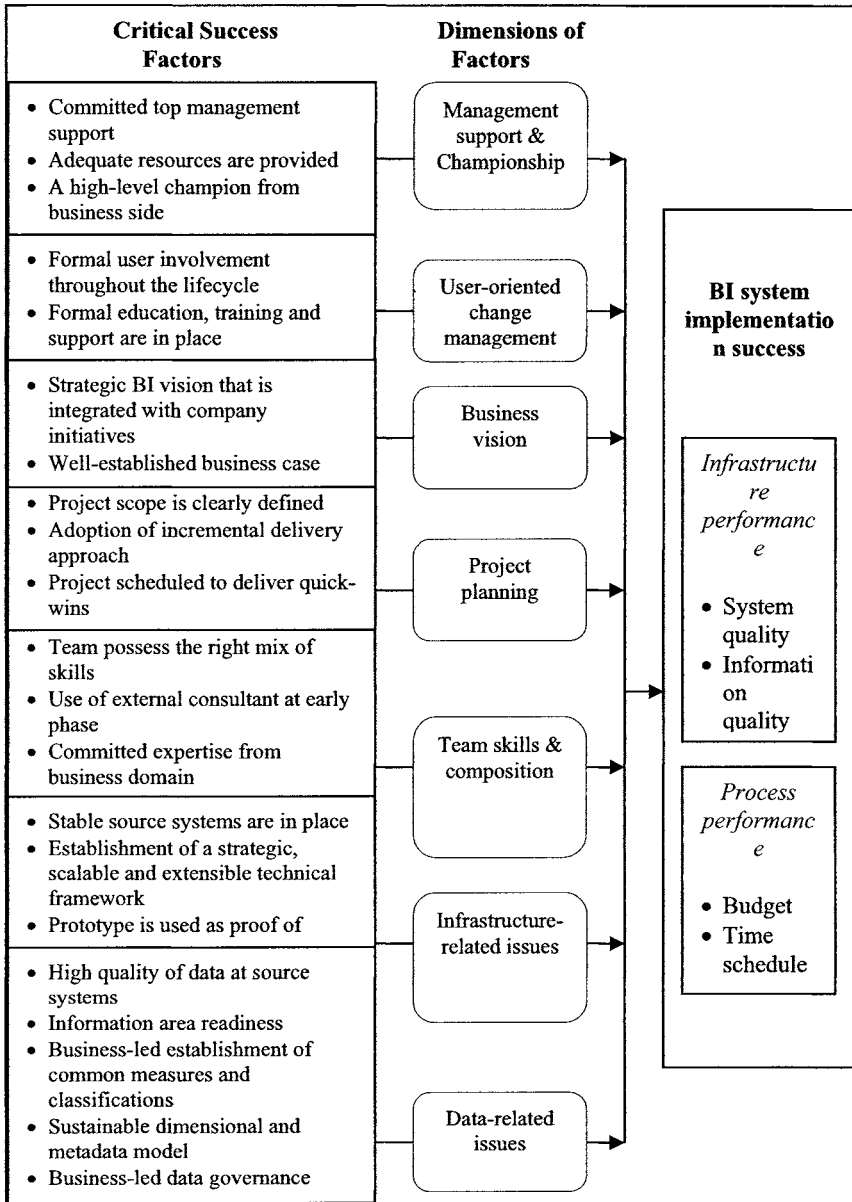 Critical Success
Factors
• Committed top management
support
• Adequate resources are provided
• A high-level champion from
business side
• Formal user involvement
throughout the lifecycle
• Formal education, training and
support are in place
• Strategic BI vision that is
integrated with company
initiatives
• Well-established business case
• Project scope is clearly defined
• Adoption of incremental delivery
approach
• Project scheduled to deliver quick-
wins
• Team possess the right mix of
skills
• Use of external consultant at early
phase
• Committed expertise from
business domain
• Stable source systems are in place
• Establishment of a strategic,
scalable and extensible technical
framework
• Prototype is used as proof of
• High quality of data at source
systems
• Information area readiness
• Business-led establishment of
common measures and
classifications
• Sustainable dimensional and
metadata model
• Business-led data governance
Dimensions of
Factors
Management
support &
Championship
User-oriented
change
management
Business
vision
Project
planning
Team skills &
composition
Infrastructure-
related issues
Data-related
issues
BI system
implementatio
n success
Infrastructu
re
performanc
e
• System
quality
• Informati
on
quality
Process
performanc
e
• Budget
• Time
schedule